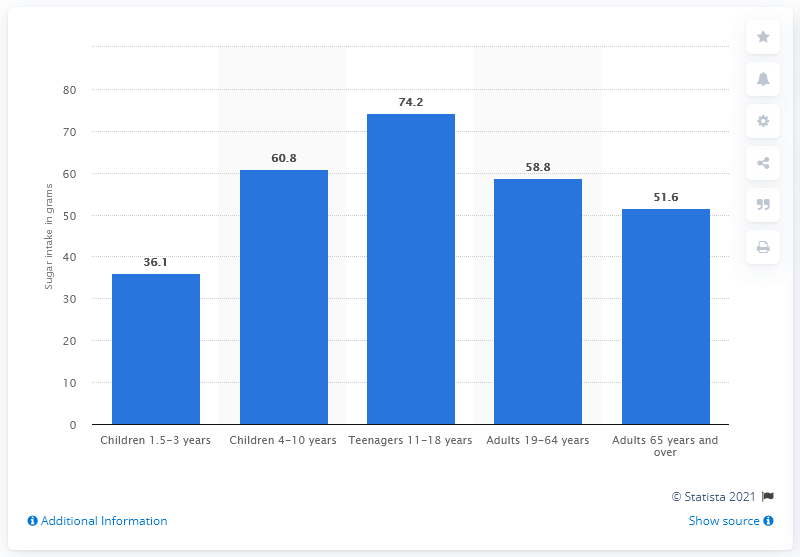 80
70
60
50
40
30
20
10
0
Sugar intake in grams
36.1
60.8
74.2
58.8
51.6
Children 1.5-3 years
Children 4-10 years
Teenagers 11-18 years
Adults 19-64 years
Adults 65 years and
over
© Statista 2021
Additional Information
Show source